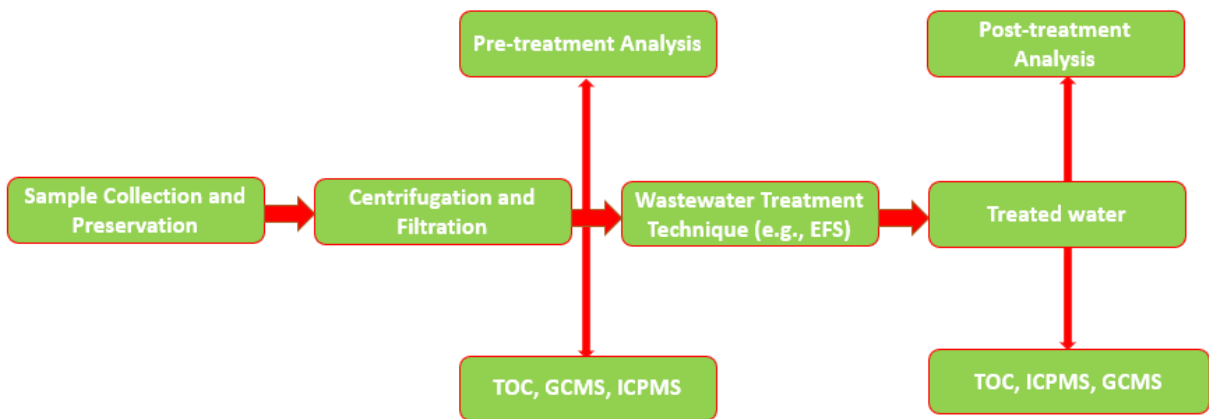 Pre-treatment Analysis
Post-treatment
Analysis
Sample Collection and
Preservation
Centrifugation and
Filtration
Wastewater Treatment
Technique (e.g., EFS)
Treated water
TOC, GCMS, ICPMS
TOC, ICPMS, GCMS